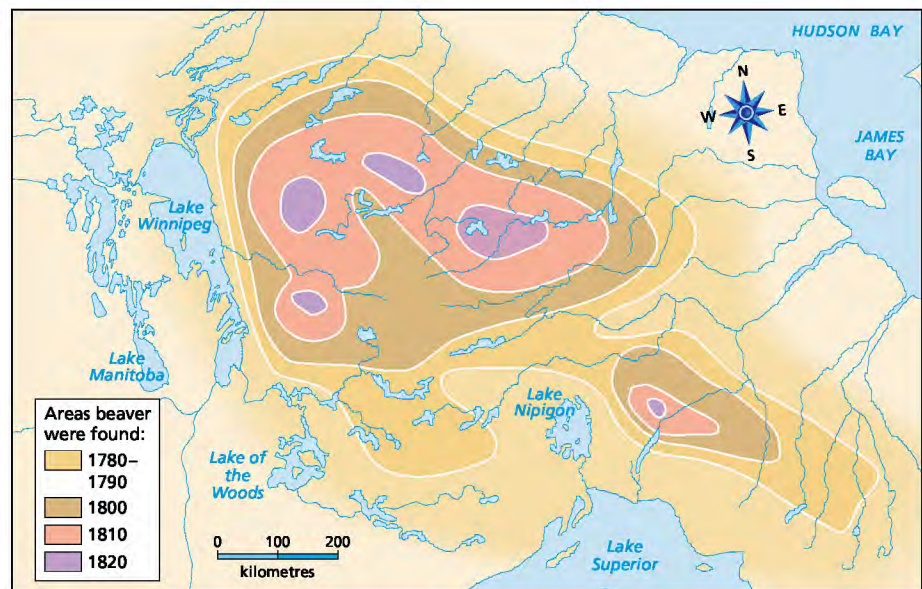 HUDSON BAY
N
W
E
S
JAMES
BAY
Lake
Winnipeg
Lake
Manitoba
Lake
Nipigon
Lake of
the
Woods
Lake
Superior
Areas beaver
were found:
1780–
1790
1800
1810
1820
0 100 200
kilometres